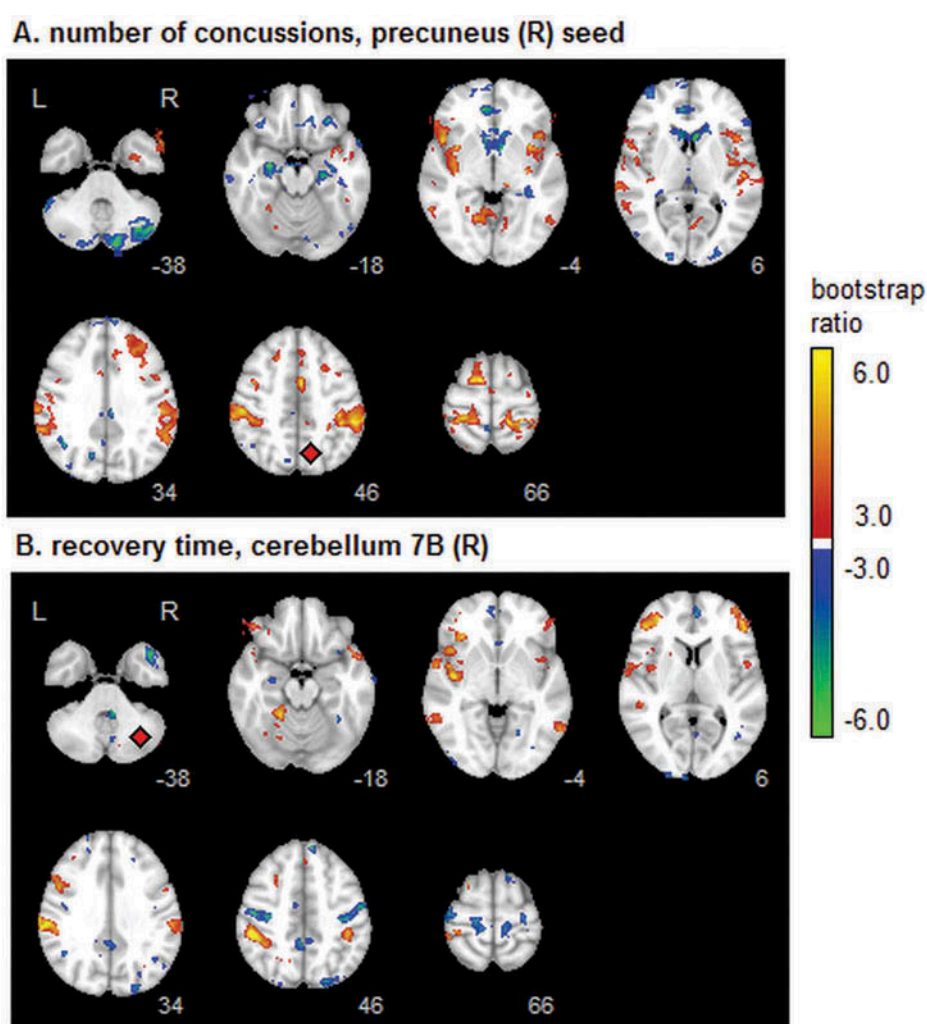 A. number of concussions, precuneus (R) seed
L R
-38 -18 -4 6
34 46 66
B. recovery time, cerebellum 7B (R)
L R
-38 -18 -4 6
34 46 66
bootstrap
ratio
6.0
3.0
-3.0
-6.0